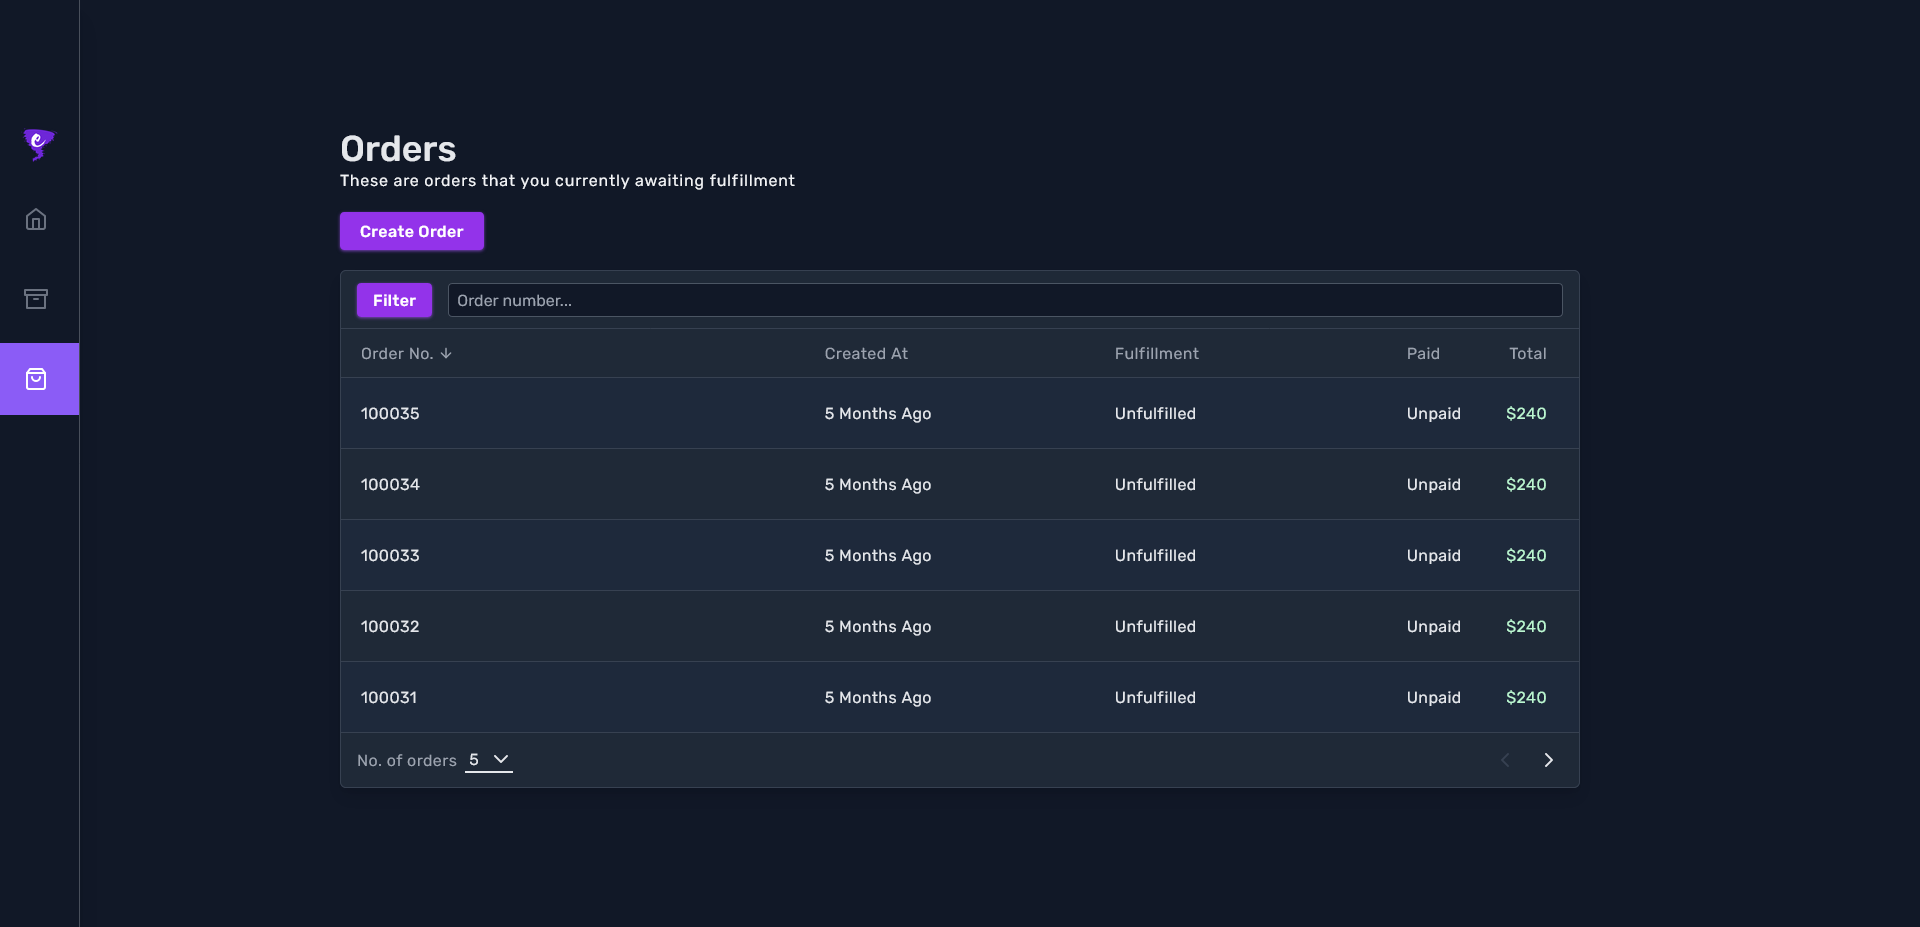 Orders
These are orders that you currently awaiting fulfillment
Create Order
Filter Order number...
Order No. Created At Fulfillment Paid Total
100035 5 Months Ago Unfulfilled Unpaid $240
100034 5 Months Ago Unfulfilled Unpaid $240
100033 5 Months Ago Unfulfilled Unpaid $240
100032 5 Months Ago Unfulfilled Unpaid $240
100031 5 Months Ago Unfulfilled Unpaid $240
No. of orders 5